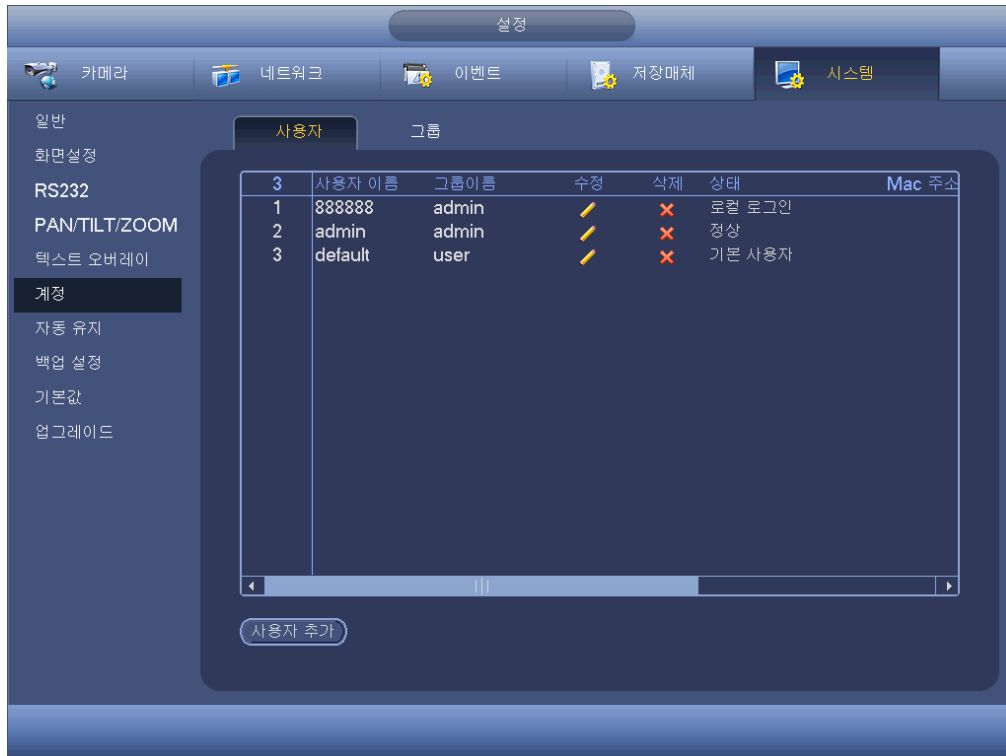 설정
카메라 네트워크 이벤트 저장매체 시스템
일반
화면설정
RS232
PAN/TILT/ZOOM
텍스트 오버레이
계정
자동 유지
백업 설정
기본값
업그레이드
사용자 그룹
3 사용자 이름 그룹이름 수정 삭제 상태 Mac 주소
1 888888 admin 로컬 로그인
2 admin admin 정상
3 default user 기본 사용자
사용자 추가